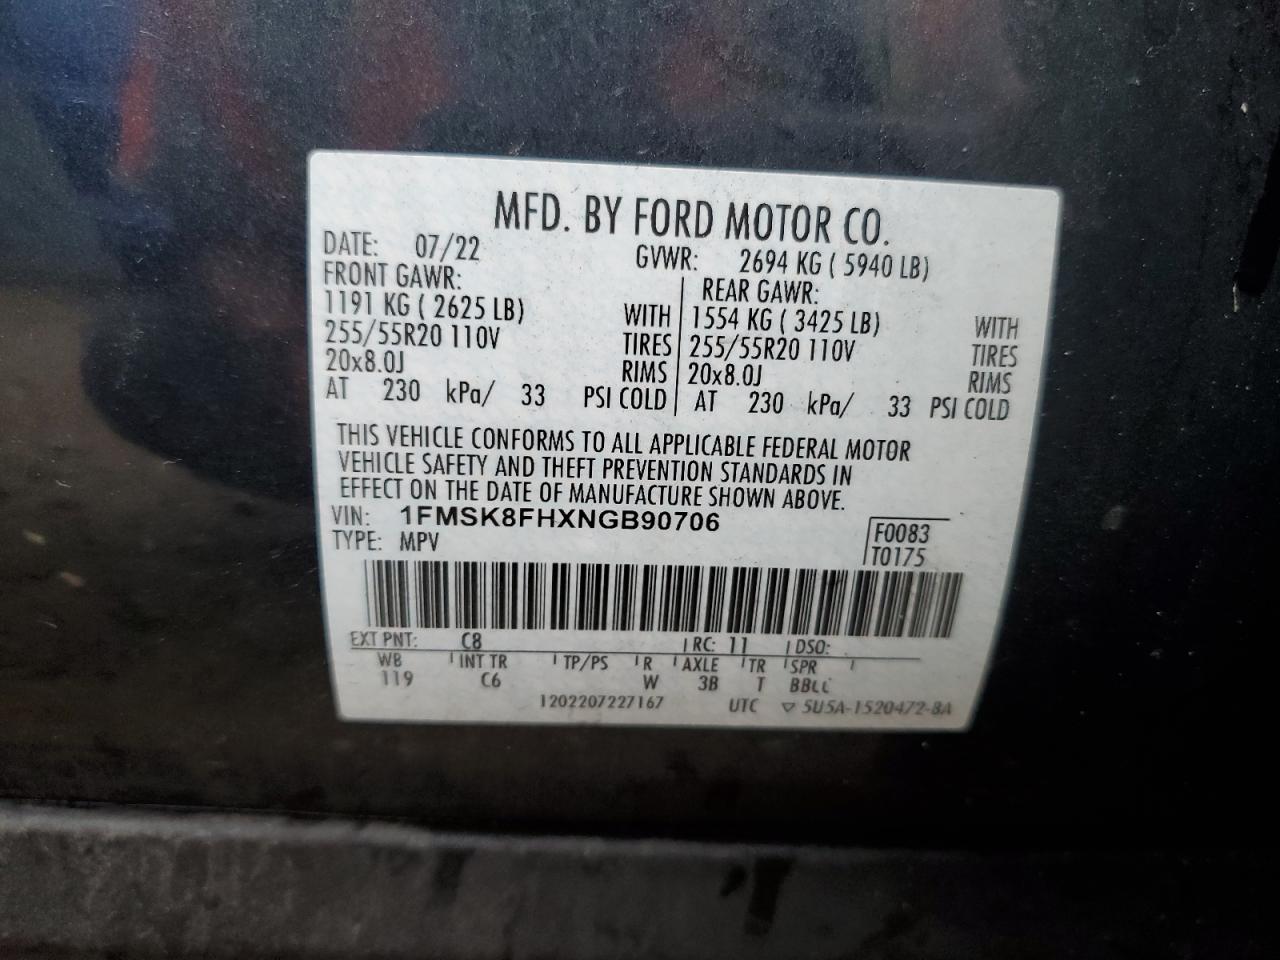 MFD. BY FORD MOTOR CO.
DATE: 07/22 GVWR: 2694 KG ( 5940 LB)
FRONT GAWR: REAR GAWR:
1191 KG ( 2625 LB) WITH 1554 KG ( 3425 LB) WITH
255/55R20 110V TIRES 255/55R20 110V TIRES
20x8.0J RIMS 20x8.0J RIMS
AT 230 kPa/ 33 PSI COLD AT 230 kPa/ 33 PSI COLD
THIS VEHICLE CONFORMS TO ALL APPLICABLE FEDERAL MOTOR
VEHICLE SAFETY AND THEFT PREVENTION STANDARDS IN
EFFECT ON THE DATE OF MANUFACTURE SHOWN ABOVE.
VIN: 1FMSK8FHXNGB90706 F0083
TYPE: MPV T0175
EXT PNT: C8 RC: 11 DSO:
WB INT TR TP/PS R AXLE TR SPR
119 C6 W 3B T
1202207227167 UTC ▽ 5U5A-1520472-BA